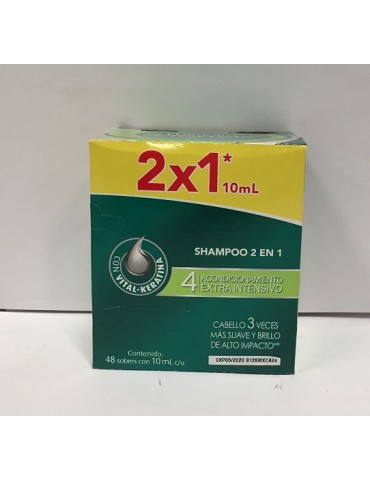 2x1* 10mL
SHAMPOO 2 EN 1
4 ACONDICIONAMIENTO
EXTRA INTENSIVO
CON
VITAL-KERATINA
CABELLO 3 VECES
MÁS SUAVE Y BRILLO
DE ALTO IMPACTO**
Contenido:
48 sobres con 10 mL c/u